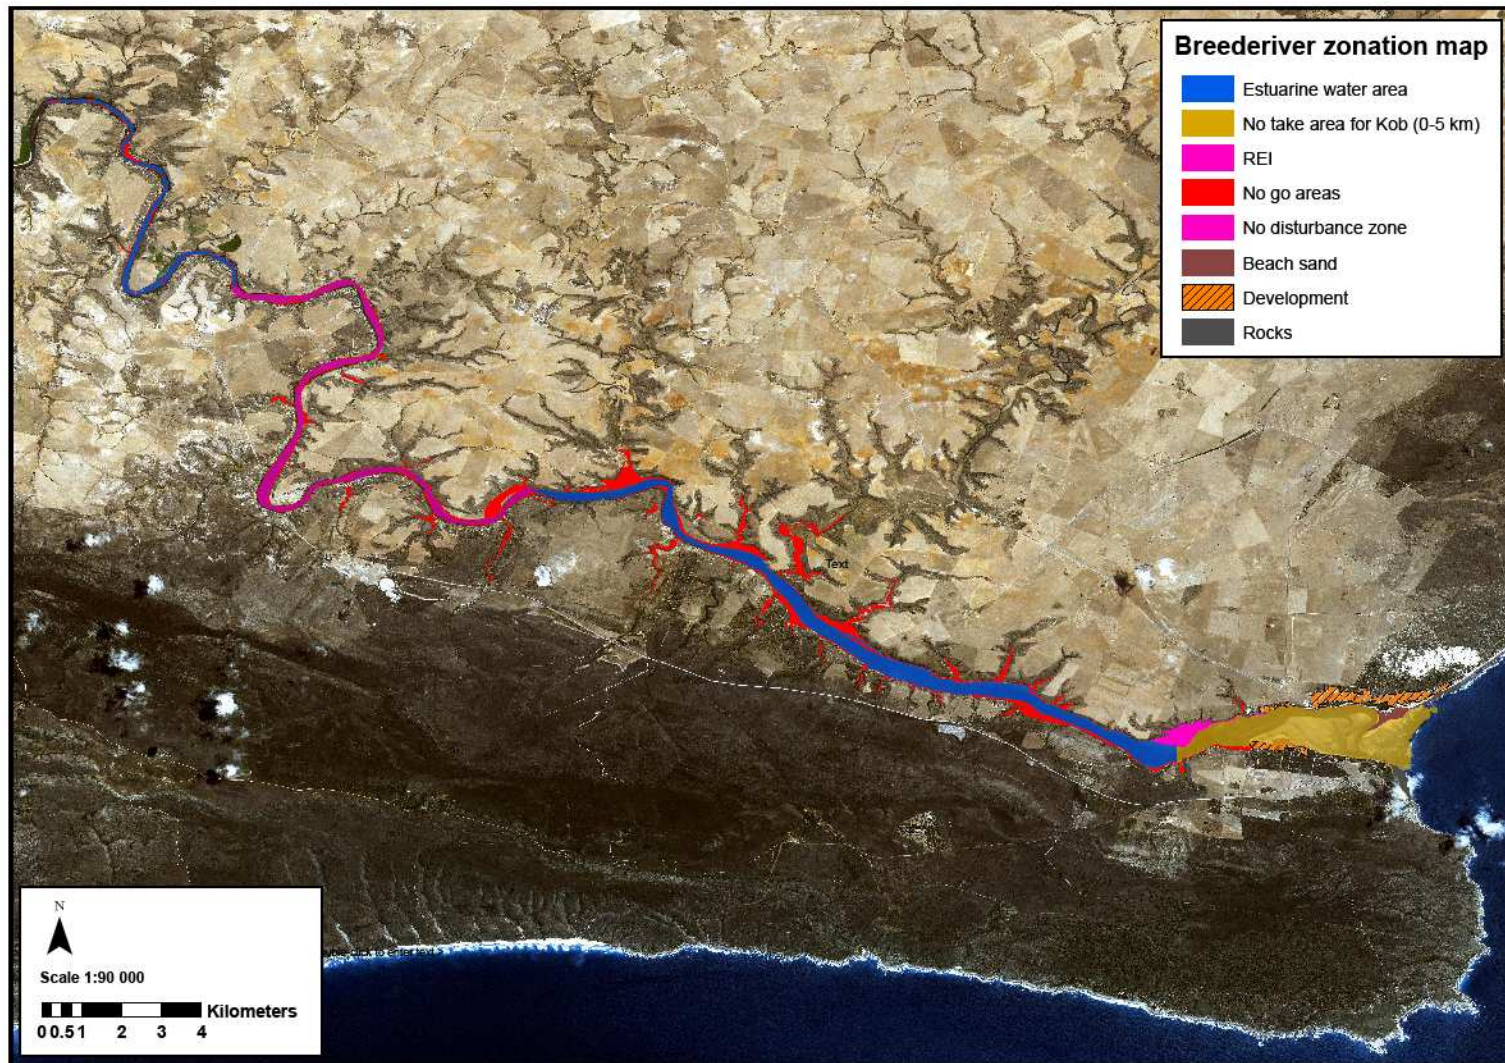 Breederiver zonation map
Estuarine water area
No take area for Kob (0-5 km)
REI
No go areas
No disturbance zone
Beach sand
Development
Rocks
Text
N
Scale 1:90 000
Kilometers
0 0.5 1 2 3 4